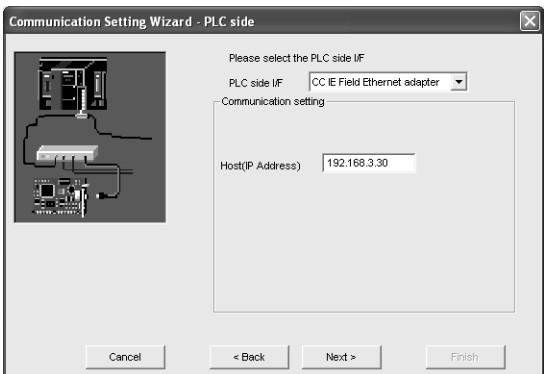 Communication Setting Wizard - PLC side
Please select the PLC side I/F
PLC side I/F CC IE Field Ethernet adapter
Communication setting
Host(IP Address) 192.168.3.30
Cancel < Back Next > Finish